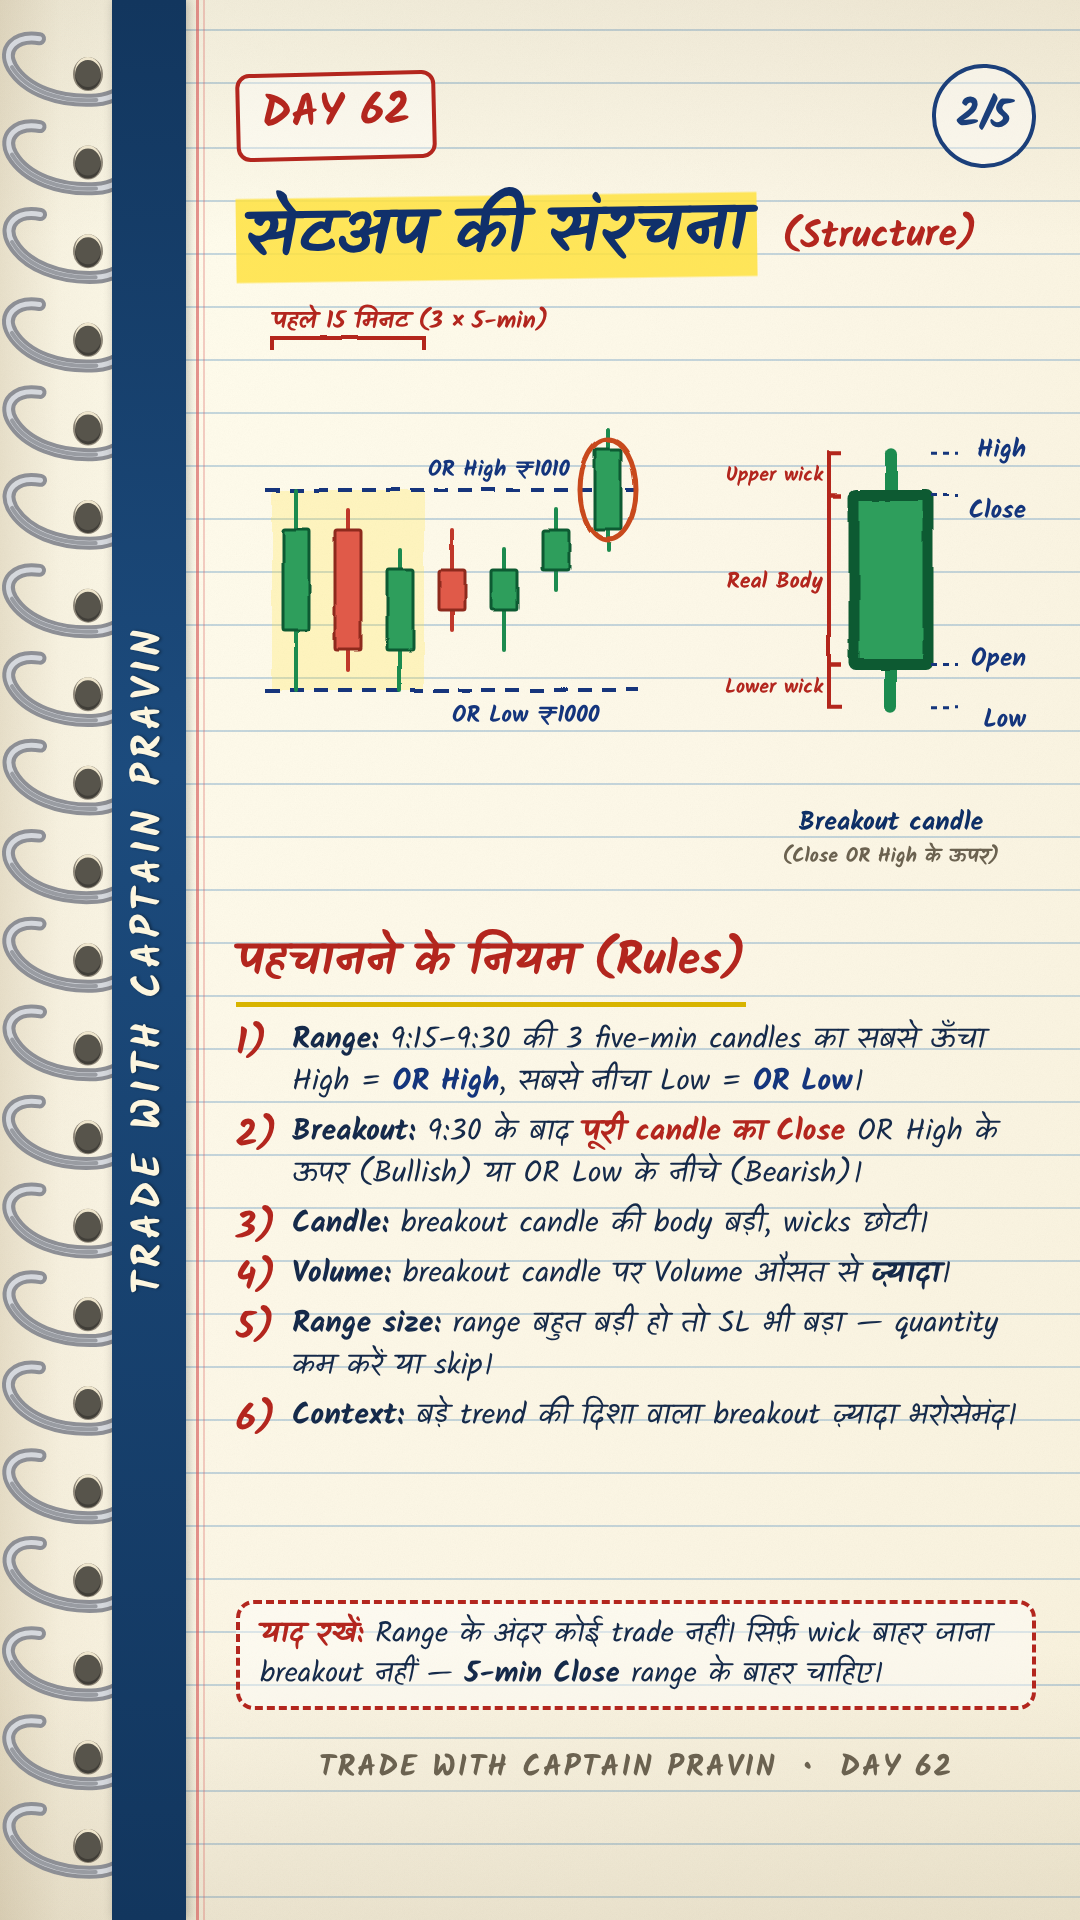 DAY 62
2/5
सेटअप की संरचना (Structure)
पहले 15 मिनट (3 × 5-min)
OR High ₹1010
OR Low ₹1000
Upper wick
Real Body
Lower wick
High
Close
Open
Low
Breakout candle
(Close OR High के ऊपर)
पहचानने के नियम (Rules)
1) Range: 9:15–9:30 की 3 five-min candles का सबसे ऊँचा
High = OR High, सबसे नीचा Low = OR Low।
2) Breakout: 9:30 के बाद पूरी candle का Close OR High के
ऊपर (Bullish) या OR Low के नीचे (Bearish)।
3) Candle: breakout candle की body बड़ी, wicks छोटी।
4) Volume: breakout candle पर Volume औसत से ज़्यादा।
5) Range size: range बहुत बड़ी हो तो SL भी बड़ा — quantity
कम करें या skip।
6) Context: बड़े trend की दिशा वाला breakout ज़्यादा भरोसेमंद।
याद रखें: Range के अंदर कोई trade नहीं। सिर्फ़ wick बाहर जाना
breakout नहीं — 5-min Close range के बाहर चाहिए।
TRADE WITH CAPTAIN PRAVIN · DAY 62
TRADE WITH CAPTAIN PRAVIN